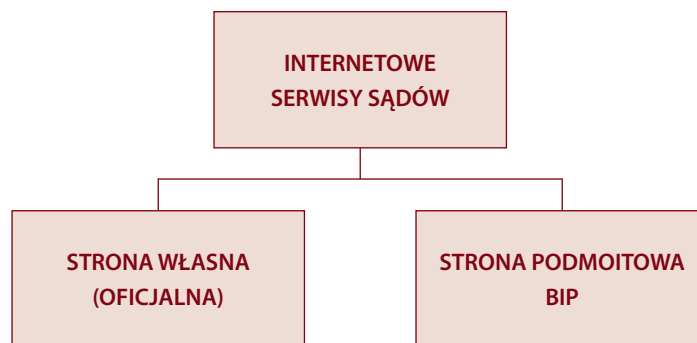 INTERNETOWE
SERWISY SĄDÓW
STRONA WŁASNA
(OFICJALNA)
STRONA PODMOITOWA
BIP